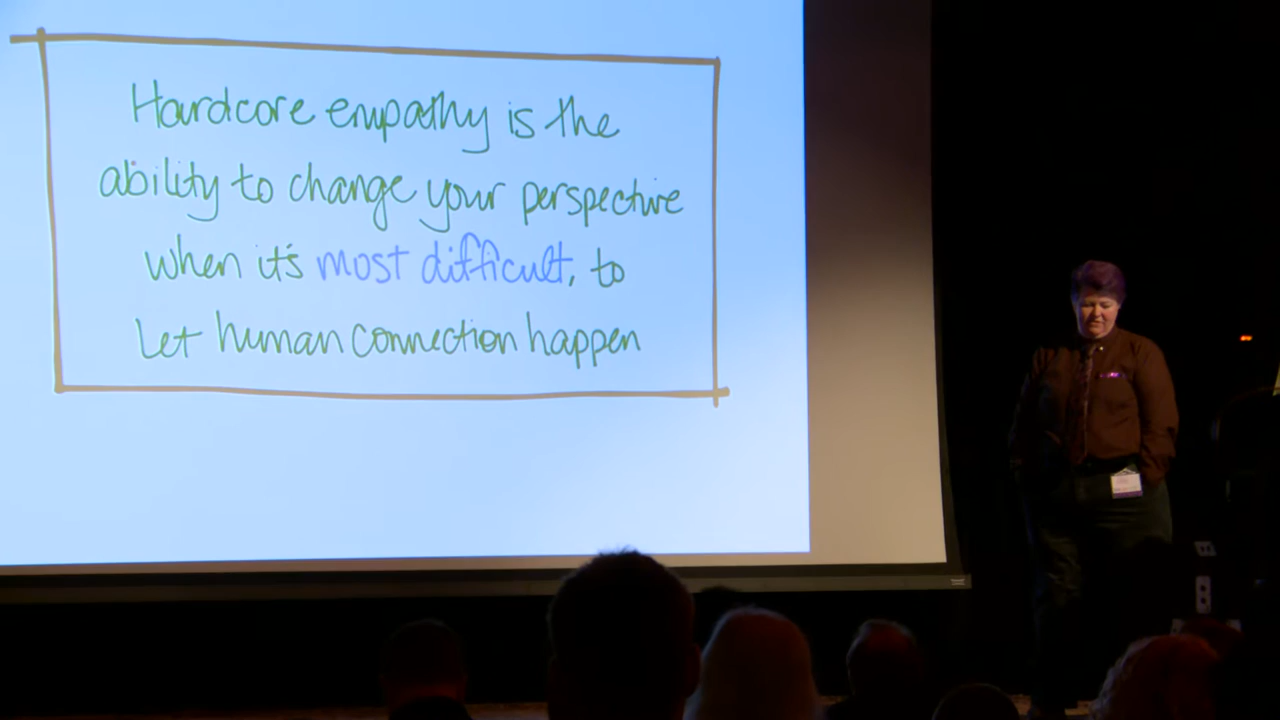 Hardcore empathy is the
ability to change your perspective
when it's most difficult, to
let human connection happen